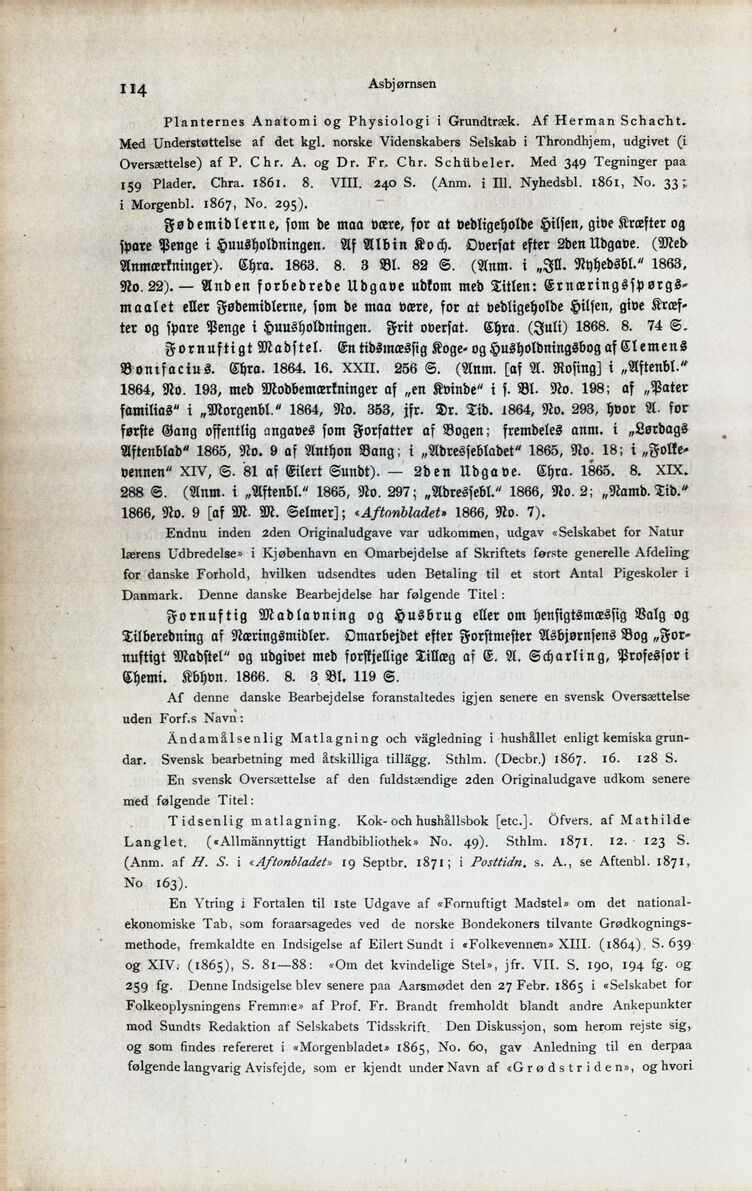 114
Asbjørnsen
Planternes Anatomi og Physiologi i Grundtræk. Af Herman Schacht.
Med Understøttelse af det kgl. norske Videnskabers Selskab i Throndhjem, udgivet (i
Oversættelse) af P. Chr. A. og Dr. Fr. Chr. Schübeler. Med 349 Tegninger paa
159 Plader. Chra. 1861. 8. VIII. 240 S. (Anm. i Ill. Nyhedsbl. 1861, No. 33;
i Morgenbl. 1867, No. 295).
Fødemidlerne, som de maa være, for at vedligeholde Hilsen, give Kræfter og
spare Penge i Huusholdningen. Af Albin Koch. Oversat efter 2den Udgave. (Med
Anmærkninger). Chra. 1863. 8. 3 Bl. 82 S. (Anm. i „Ill. Nyhedsbl." 1863,
No. 22). — Anden forbedrede Udgave udkom med Titlen: Ernæringsspørgs-
maalet eller Fødemidlerne, som de maa være, for at vedligeholde Hilsen, give Kræf-
ter og spare Penge i Huusholdningen. Frit oversat. Chra. (Juli) 1868. 8. 74 S.
Fornuftigt Madstel. En tidsmæssig Koge- og Husholdningsbog af Clemens
Bonifacius. Chra. 1864. 16. XXII. 256 S. (Anm. [af A. Rosing] i „Aftenbl."
1864, No. 193, med Modbemærkninger af „en Kvinde" i s. Bl. No. 198; af „Pater
familias" i „Morgenbl." 1864, No. 353, jfr. Dr. Tid. 1864, No. 293, hvor A. for
første Gang offentlig angaves som Forfatter af Bogen; fremdeles anm. i „Lørdags
Aftenblad" 1865, No. 9 af Anthon Bang; i „Adressebladet" 1865, No. 18; i „Folke-
vennen" XIV, S. 81 af Eilert Sundt). — 2den Udgave. Chra. 1865. 8. XIX.
288 S. (Anm. i „Aftenbl." 1865, No. 297; „Adressebl." 1866, No. 2; „Namd. Tid."
1866, No. 9 [af M. M. Selmer]; «Aftonbladet» 1866, No. 7).
Endnu inden 2den Originaludgave var udkommen, udgav «Selskabet for Natur
lærens Udbredelse» i Kjøbenhavn en Omarbejdelse af Skriftets første generelle Afdeling
for danske Forhold, hvilken udsendtes uden Betaling til et stort Antal Pigeskoler i
Danmark. Denne danske Bearbejdelse har følgende Titel:
Fornuftig Madlavning og Husbrug eller om hensigtsmæssig Valg og
Tilberedning af Næringsmidler. Omarbejdet efter Forstmester Asbjørnsens Bog „For-
nuftigt Madstel" og udgivet med forskjellige Tillæg af E. A. Scharling, Professor i
Chemi. Kbhvn. 1866. 8. 3 Bl. 119 S.
Af denne danske Bearbejdelse foranstaltedes igjen senere en svensk Oversættelse
uden Forf.s Navn:
Ändamålsenlig Matlagning och vägledning i hushållet enligt kemiska grun-
dar. Svensk bearbetning med åtskilliga tillägg. Sthlm. (Decbr.) 1867. 16. 128 S.
En svensk Oversættelse af den fuldstændige 2den Originaludgave udkom senere
med følgende Titel:
Tidsenlig matlagning. Kok- och hushållsbok [etc.]. Öfvers. af Mathilde
Langlet. («Allmännyttigt Handbibliothek» No. 49). Sthlm. 1871. 12. 123 S.
(Anm. af H. S. i «Aftonbladet» 19 Septbr. 1871; i Posttidn. s. A., se Aftenbl. 1871,
No 163).
En Ytring i Fortalen til 1ste Udgave af «Fornuftigt Madstel» om det national-
ekonomiske Tab, som foraarsagedes ved de norske Bondekoners tilvante Grødkognings-
methode, fremkaldte en Indsigelse af Eilert Sundt i «Folkevennen» XIII. (1864). S. 639
og XIV. (1865), S. 81—88: «Om det kvindelige Stel», jfr. VII. S. 190, 194 fg. og
259 fg. Denne Indsigelse blev senere paa Aarsmødet den 27 Febr. 1865 i «Selskabet for
Folkeoplysningens Fremme» af Prof. Fr. Brandt fremholdt blandt andre Ankepunkter
mod Sundts Redaktion af Selskabets Tidsskrift. Den Diskussjon, som herom rejste sig,
og som findes refereret i «Morgenbladet» 1865, No. 60, gav Anledning til en derpaa
følgende langvarig Avisfejde, som er kjendt under Navn af «Grødstriden», og hvori